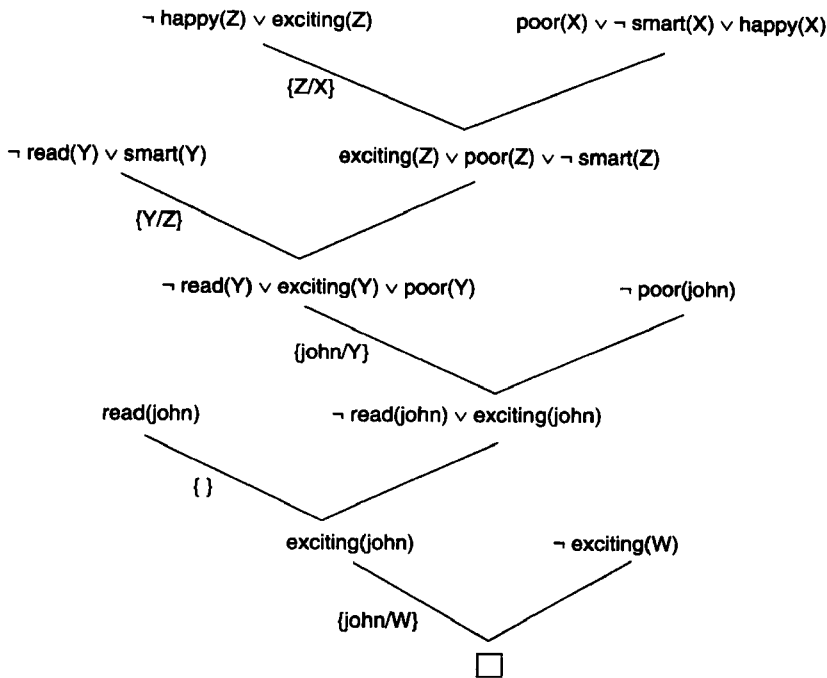 ¬ happy(Z) ∨ exciting(Z) poor(X) ∨ ¬ smart(X) ∨ happy(X)
{Z/X}
¬ read(Y) ∨ smart(Y) exciting(Z) ∨ poor(Z) ∨ ¬ smart(Z)
{Y/Z}
¬ read(Y) ∨ exciting(Y) ∨ poor(Y) ¬ poor(john)
{john/Y}
read(john) ¬ read(john) ∨ exciting(john)
{ }
exciting(john) ¬ exciting(W)
{john/W}